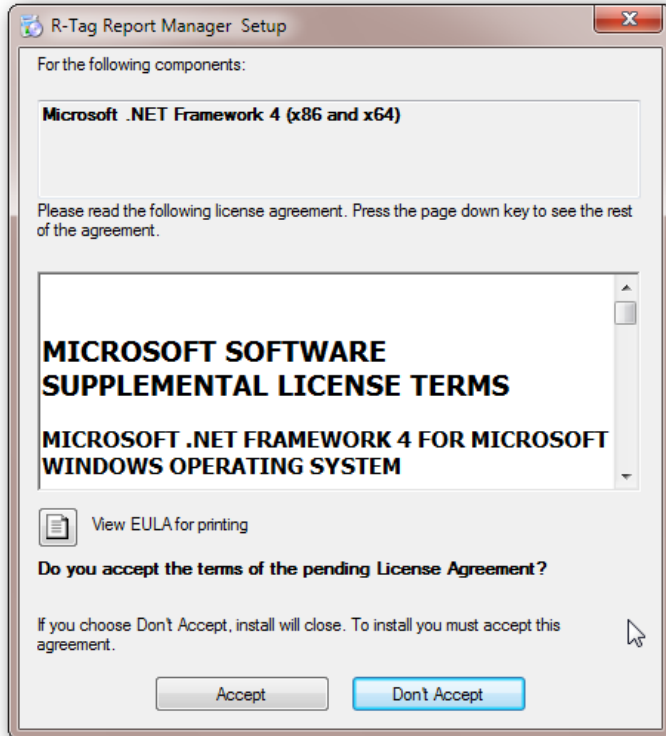 R-Tag Report Manager Setup
For the following components:
Microsoft .NET Framework 4 (x86 and x64)
Please read the following license agreement. Press the page down key to see the rest
of the agreement.
MICROSOFT SOFTWARE
SUPPLEMENTAL LICENSE TERMS
MICROSOFT .NET FRAMEWORK 4 FOR MICROSOFT
WINDOWS OPERATING SYSTEM
View EULA for printing
Do you accept the terms of the pending License Agreement?
If you choose Don't Accept, install will close. To install you must accept this
agreement.
Accept
Don't Accept